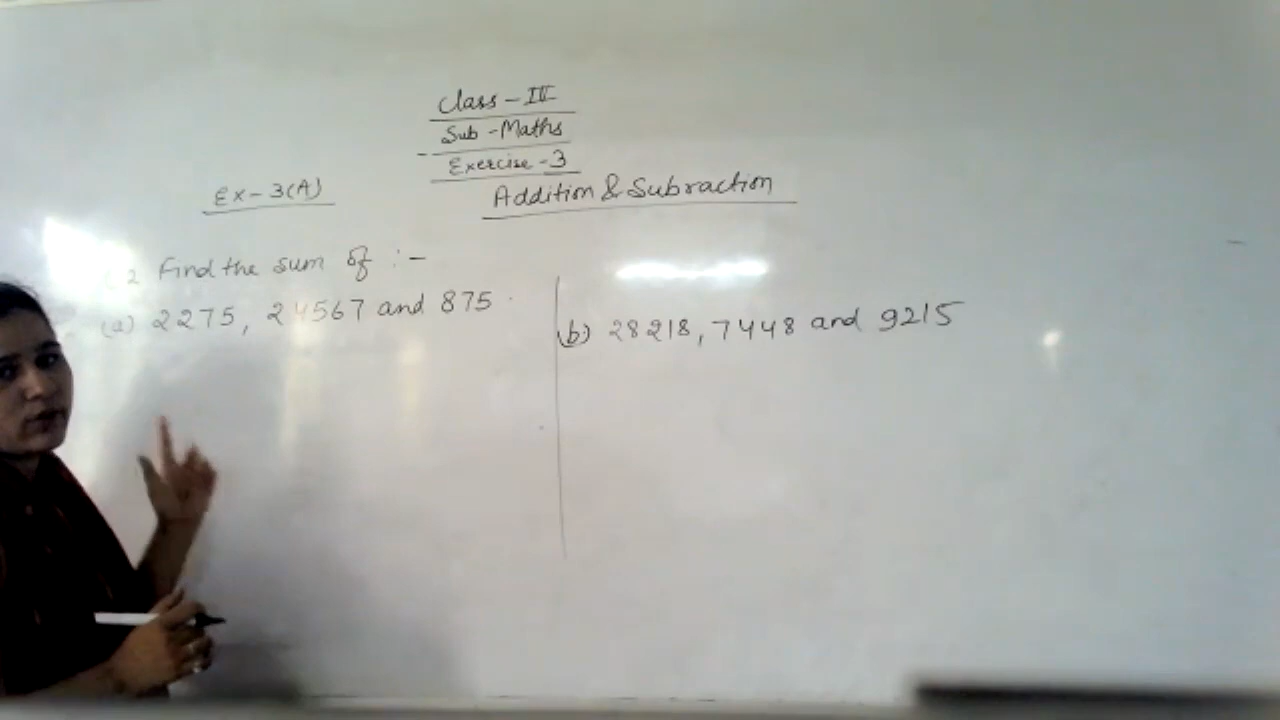 Class - IV
Sub - Maths
Exercise - 3
Ex - 3(A)
Addition & Subraction
2 Find the sum of : -
(a) 2275, 24567 and 875
(b) 28218, 7448 and 9215